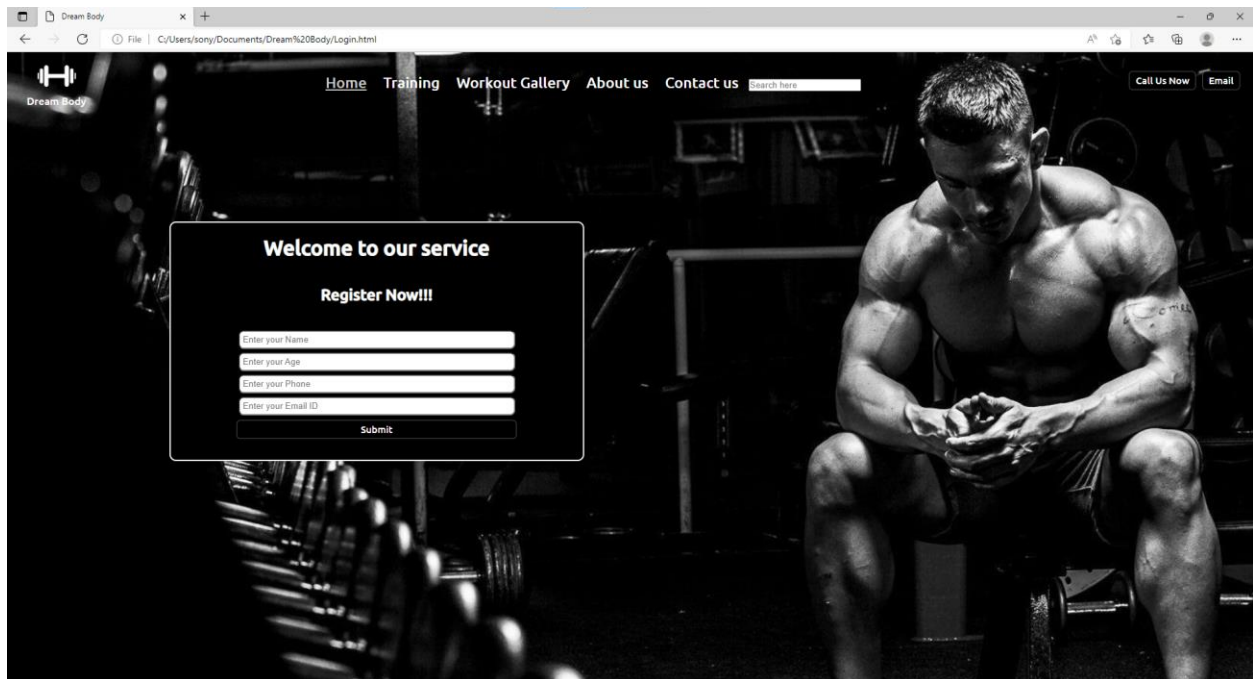 Dream Body
File
C:/Users/sony/Documents/Dream%20Body/Login.html
Dream Body
Home Training Workout Gallery About us Contact us Search here
Call Us Now Email
Welcome to our service
Register Now!!!
Enter your Name
Enter your Age
Enter your Phone
Enter your Email ID
Submit